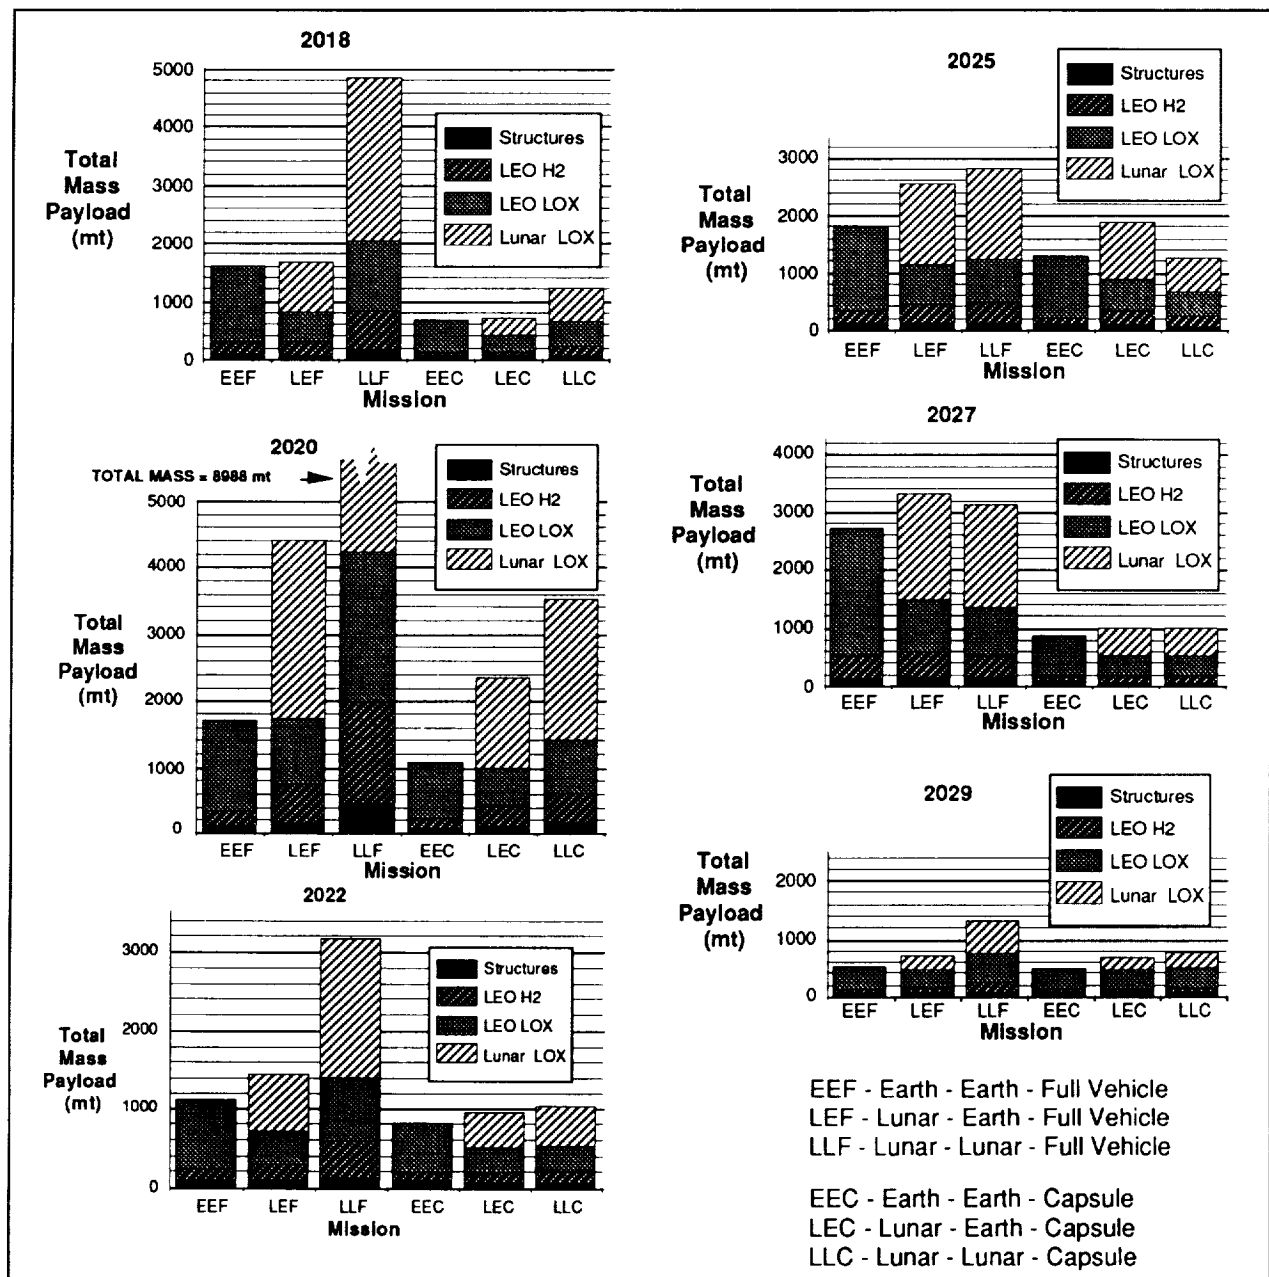 2018
5000
4000
3000
2000
1000
0
Total
Mass
Payload
(mt)
Structures
LEO H2
LEO LOX
Lunar LOX
EEF LEF LLF EEC LEC LLC
Mission
2020
TOTAL MASS = 8988 mt
5000
4000
3000
2000
1000
0
Total
Mass
Payload
(mt)
Structures
LEO H2
LEO LOX
Lunar LOX
EEF LEF LLF EEC LEC LLC
Mission
2022
3000
2000
1000
0
Total
Mass
Payload
(mt)
Structures
LEO H2
LEO LOX
Lunar LOX
EEF LEF LLF EEC LEC LLC
Mission
2025
3000
2000
1000
0
Total
Mass
Payload
(mt)
Structures
LEO H2
LEO LOX
Lunar LOX
EEF LEF LLF EEC LEC LLC
Mission
2027
4000
3000
2000
1000
0
Total
Mass
Payload
(mt)
Structures
LEO H2
LEO LOX
Lunar LOX
EEF LEF LLF EEC LEC LLC
Mission
2029
2000
1000
0
Total
Mass
Payload
(mt)
Structures
LEO H2
LEO LOX
Lunar LOX
EEF LEF LLF EEC LEC LLC
Mission
EEF - Earth - Earth - Full Vehicle
LEF - Lunar - Earth - Full Vehicle
LLF - Lunar - Lunar - Full Vehicle
EEC - Earth - Earth - Capsule
LEC - Lunar - Earth - Capsule
LLC - Lunar - Lunar - Capsule